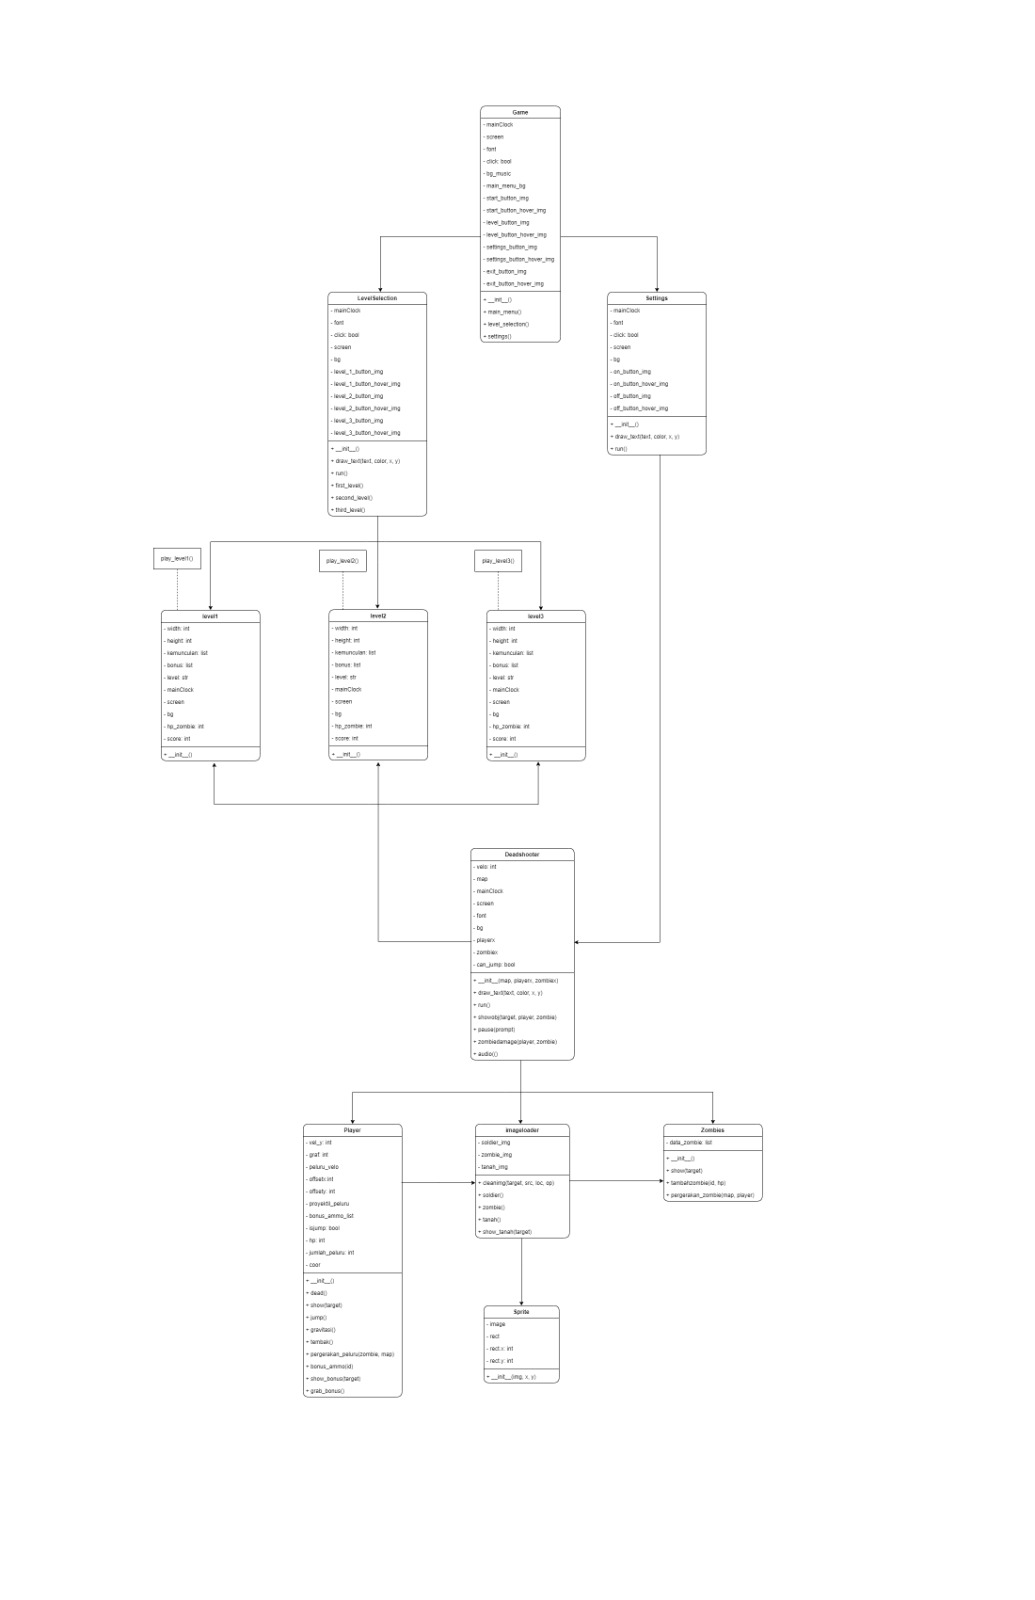 Game
- mainClock
- screen
- font
- click: bool
- bg_music
- main_menu_bg
- start_button_img
- start_button_hover_img
- level_button_img
- level_button_hover_img
- settings_button_img
- settings_button_hover_img
- exit_button_img
- exit_button_hover_img
+ __init__()
+ main_menu()
+ level_selection()
+ settings()
LevelSelection
- mainClock
- font
- click: bool
- screen
- bg
- level_1_button_img
- level_1_button_hover_img
- level_2_button_img
- level_2_button_hover_img
- level_3_button_img
- level_3_button_hover_img
+ __init__()
+ draw_text(text, color, x, y)
+ run()
+ first_level()
+ second_level()
+ third_level()
Settings
- mainClock
- font
- click: bool
- screen
- bg
- on_button_img
- on_button_hover_img
- off_button_img
- off_button_hover_img
+ __init__()
+ draw_text(text, color, x, y)
+ run()
play_level1()
play_level2()
play_level3()
level1
- width: int
- height: int
- kemunculan: list
- bonus: list
- level: str
- mainClock
- screen
- bg
- hp_zombie: int
- score: int
+ __init__()
level2
- width: int
- height: int
- kemunculan: list
- bonus: list
- level: str
- mainClock
- screen
- bg
- hp_zombie: int
- score: int
+ __init__()
level3
- width: int
- height: int
- kemunculan: list
- bonus: list
- level: str
- mainClock
- screen
- bg
- hp_zombie: int
- score: int
+ __init__()
Deadshooter
- velo: int
- map
- mainClock
- screen
- font
- bg
- playerx
- zombiex
- can_jump: bool
+ __init__(map, playerx, zombiex)
+ draw_text(text, color, x, y)
+ run()
+ showobj(target, player, zombie)
+ pause(prompt)
+ zombiedamage(player, zombie)
+ audio()
Player
- vel_y: int
- graf: int
- peluru_velo
- offsetx:int
- offsety: int
- proyektil_peluru
- bonus_ammo_list
- isjump: bool
- hp: int
- jumlah_peluru: int
- coor
+ __init__()
+ dead()
+ show(target)
+ jump()
+ gravitasi()
+ tembak()
+ pergerakan_peluru(zombie, map)
+ bonus_ammo(id)
+ show_bonus(target)
+ grab_bonus()
imageloader
- soldier_img
- zombie_img
- tanah_img
+ cleanimg(target, src, loc, op)
+ soldier()
+ zombie()
+ tanah()
+ show_tanah(target)
Zombies
- data_zombie: list
+ __init__()
+ show(target)
+ tambahzombie(id, hp)
+ pergerakan_zombie(map, player)
Sprite
- image
- rect
- rect.x: int
- rect.y: int
+ __init__(img, x, y)